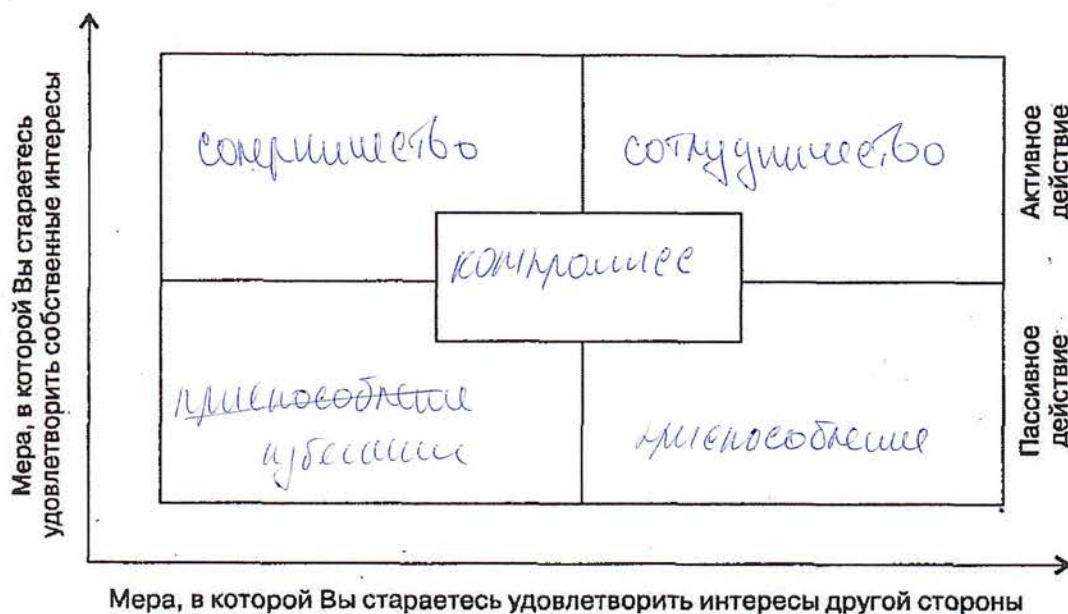 Мера, в которой Вы стараетесь
удовлетворить собственные интересы
соперничество
сотрудничество
компромисс
приспособление
избегание
приспособление
Активное
действие
Пассивное
действие
Мера, в которой Вы стараетесь удовлетворить интересы другой стороны